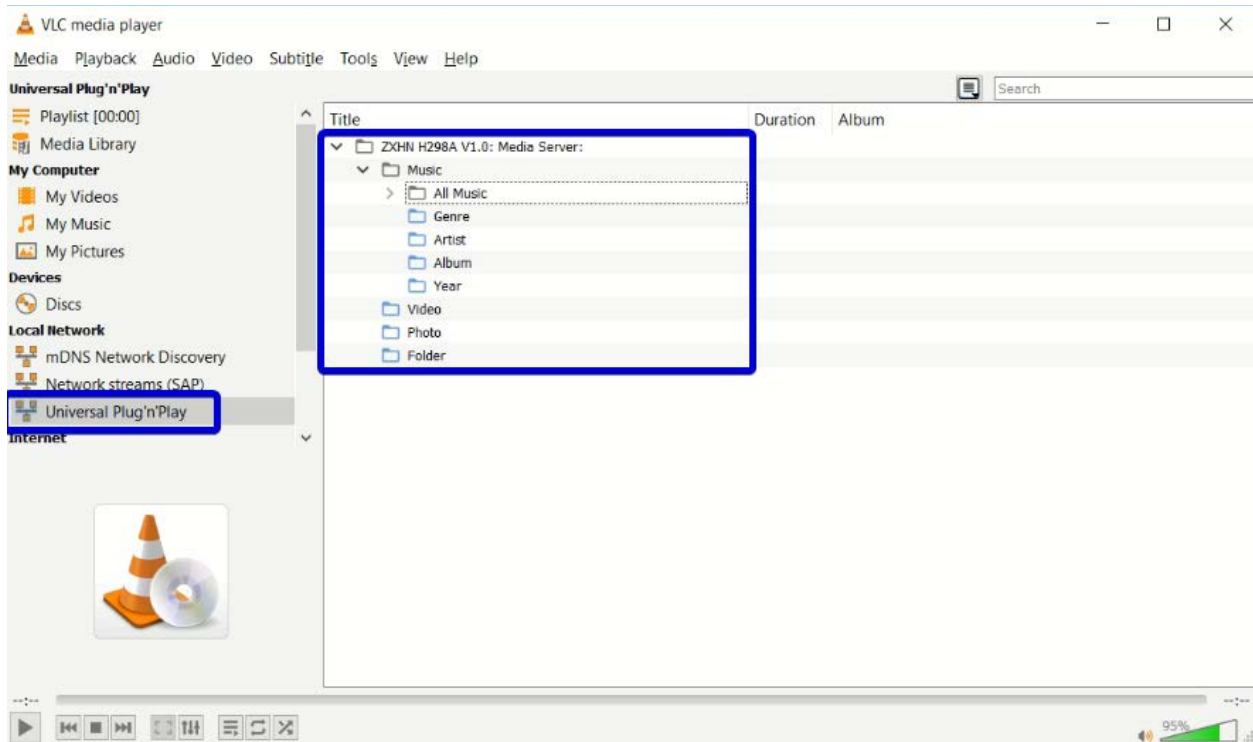 VLC media player
Media Playback Audio Video Subtitle Tools View Help
Universal Plug'n'Play
Search
Playlist [00:00]
Media Library
My Computer
My Videos
My Music
My Pictures
Devices
Discs
Local Network
mDNS Network Discovery
Network streams (SAP)
Universal Plug'n'Play
Internet
Title Duration Album
ZXHN H298A V1.0: Media Server:
Music
All Music
Genre
Artist
Album
Year
Video
Photo
Folder
--:-- --:--
95%